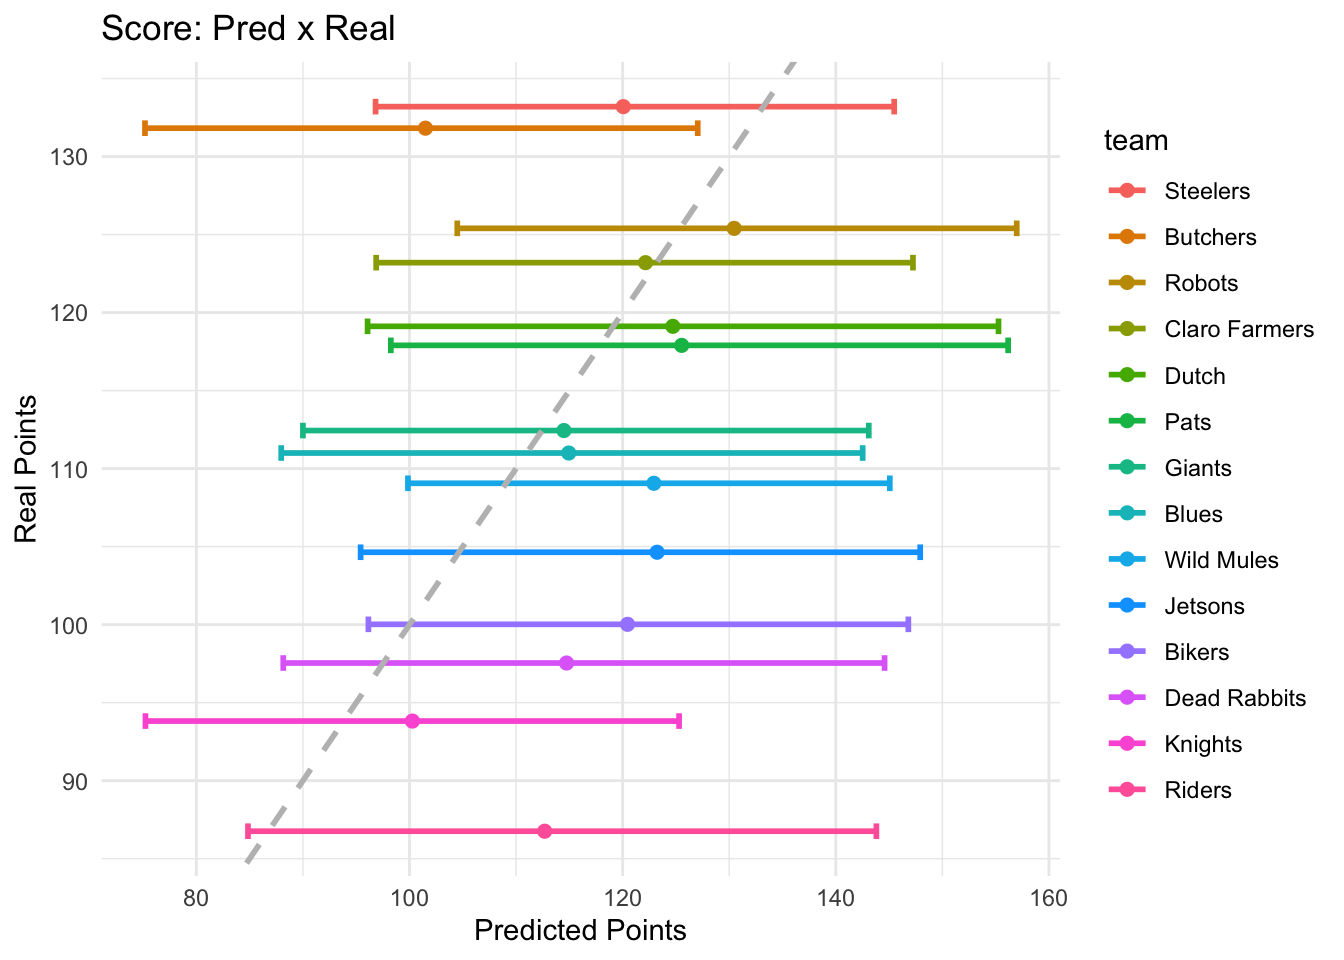 Score: Pred x Real
130
120
110
100
90
Real Points
80
100
120
140
160
Predicted Points
team
Steelers
Butchers
Robots
Claro Farmers
Dutch
Pats
Giants
Blues
Wild Mules
Jetsons
Bikers
Dead Rabbits
Knights
Riders